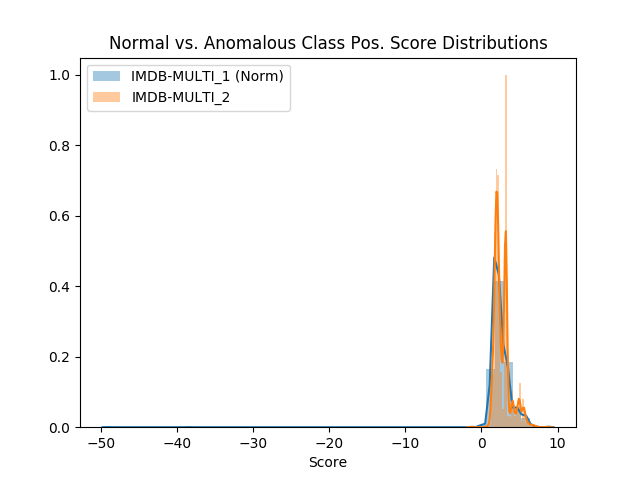 Normal vs. Anomalous Class Pos. Score Distributions
IMDB-MULTI_1 (Norm)
IMDB-MULTI_2
1.0
0.8
0.6
0.4
0.2
0.0
−50 −40 −30 −20 −10 0 10
Score